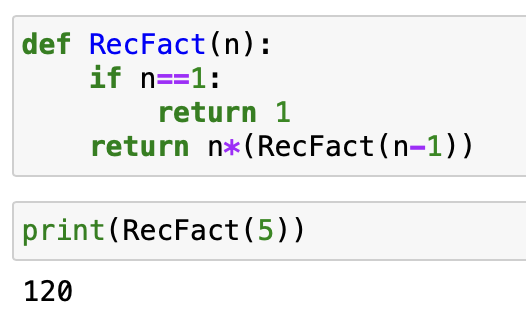 def RecFact(n):
    if n==1:
        return 1
    return n*(RecFact(n-1))
print(RecFact(5))
120